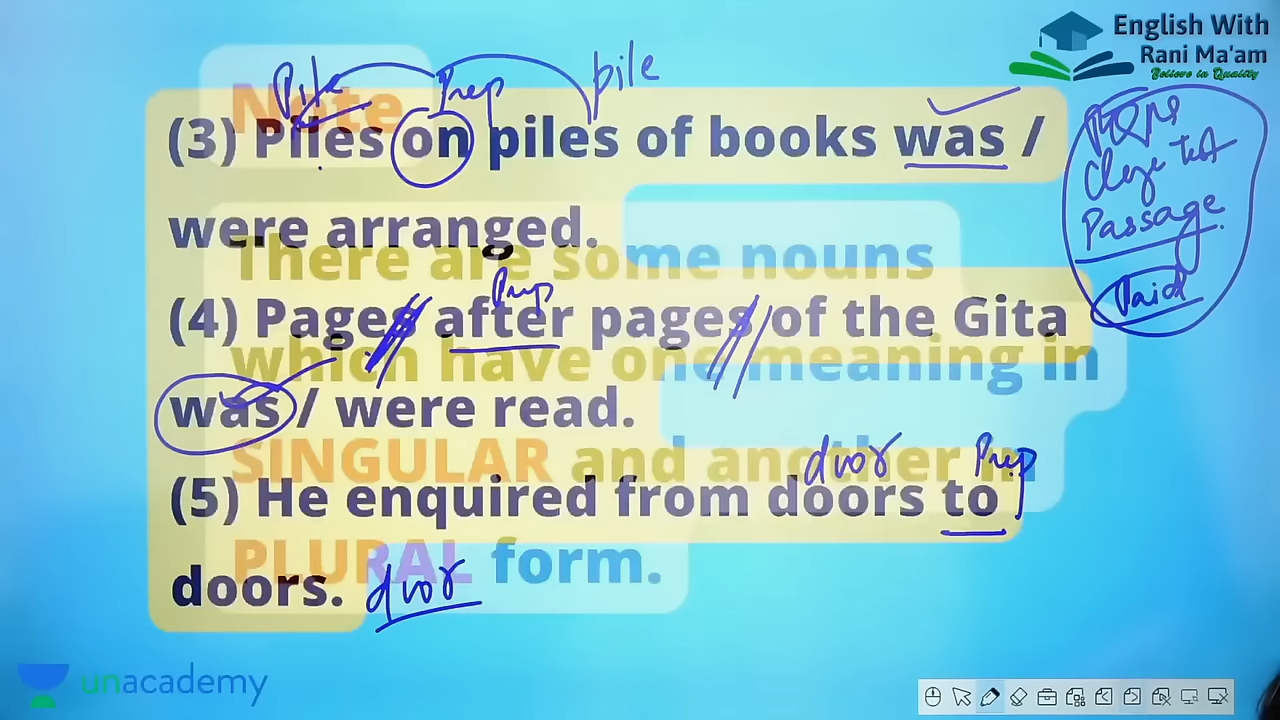 English With
Rani Ma'am
Believe in Quality
Pile Prep pile
Note
(3) Piles on piles of books was /
were arranged.
There are some nouns
Prep
(4) Pages after pages of the Gita
which have one meaning in
was / were read.
SINGULAR and another in
door Prep
(5) He enquired from doors to
PLURAL form.
doors. door
Cloze test
Passage
Paid
unacademy